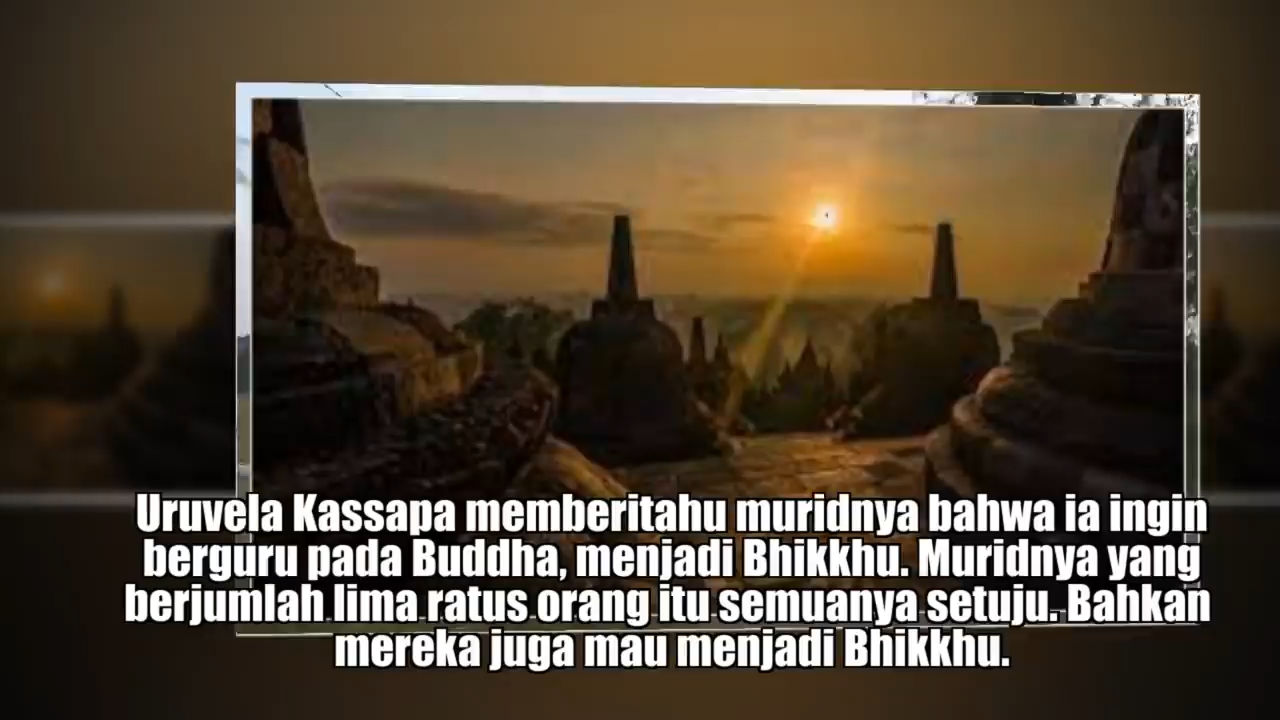 Uruvela Kassapa memberitahu muridnya bahwa ia ingin
berguru pada Buddha, menjadi Bhikkhu. Muridnya yang
berjumlah lima ratus orang itu semuanya setuju. Bahkan
mereka juga mau menjadi Bhikkhu.